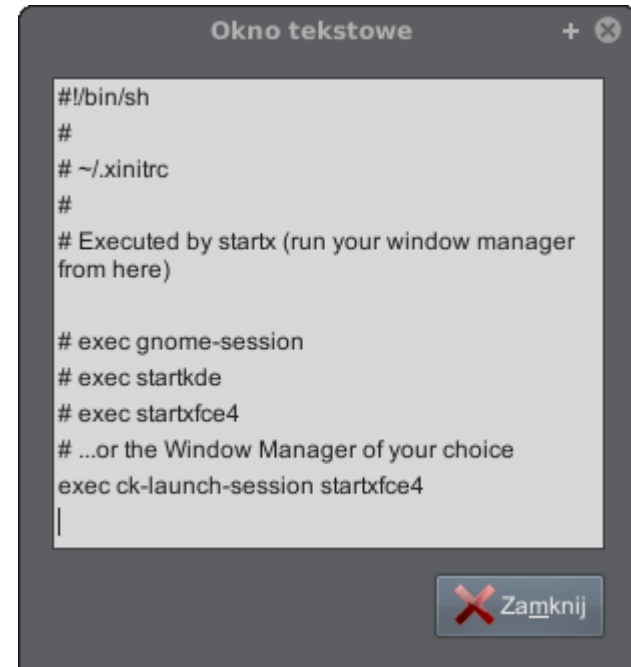 Okno tekstowe
#!/bin/sh
#
# ~/.xinitrc
#
# Executed by startx (run your window manager
from here)
# exec gnome-session
# exec startkde
# exec startxfce4
# ...or the Window Manager of your choice
exec ck-launch-session startxfce4
Zamknij